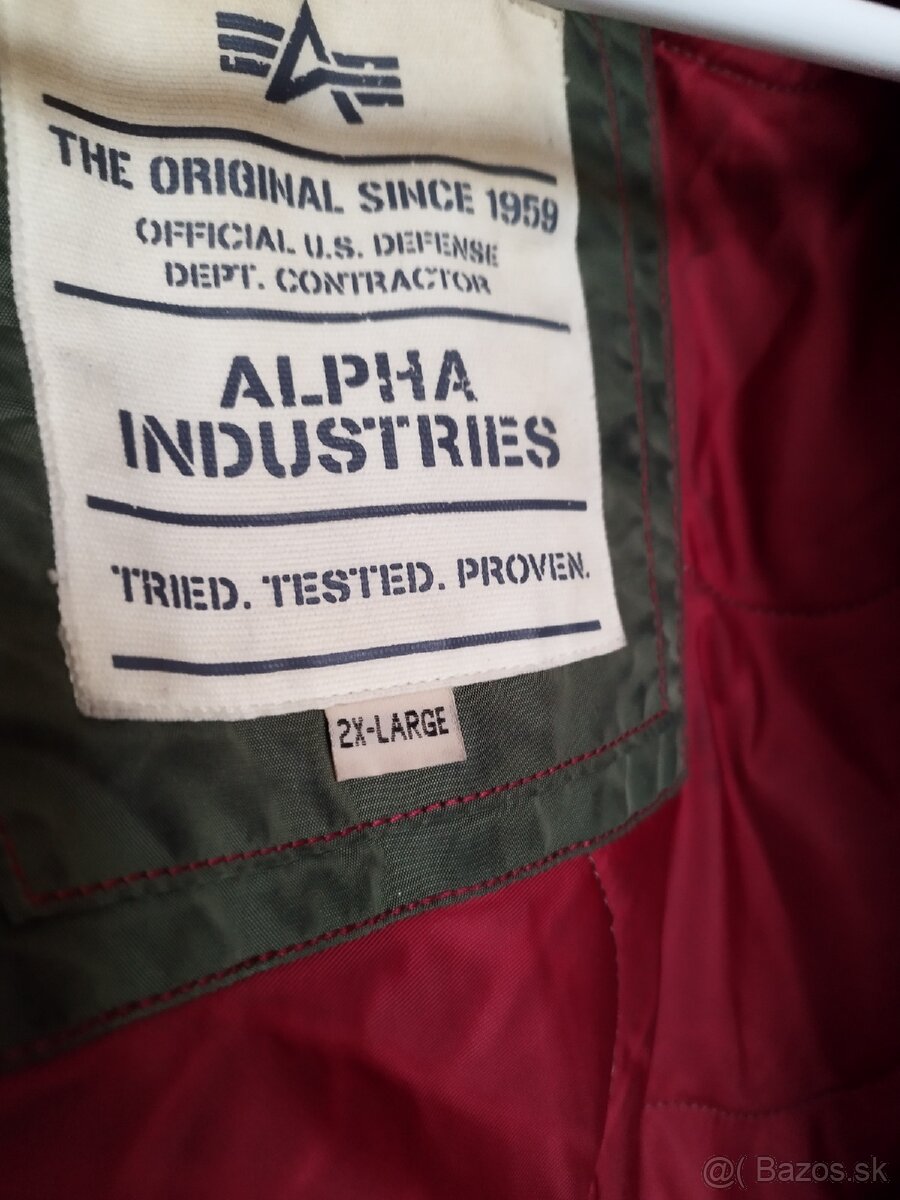 THE ORIGINAL SINCE 1959
OFFICIAL U.S. DEFENSE
DEPT. CONTRACTOR
ALPHA
INDUSTRIES
TRIED. TESTED. PROVEN.
2X-LARGE
@( Bazos.sk